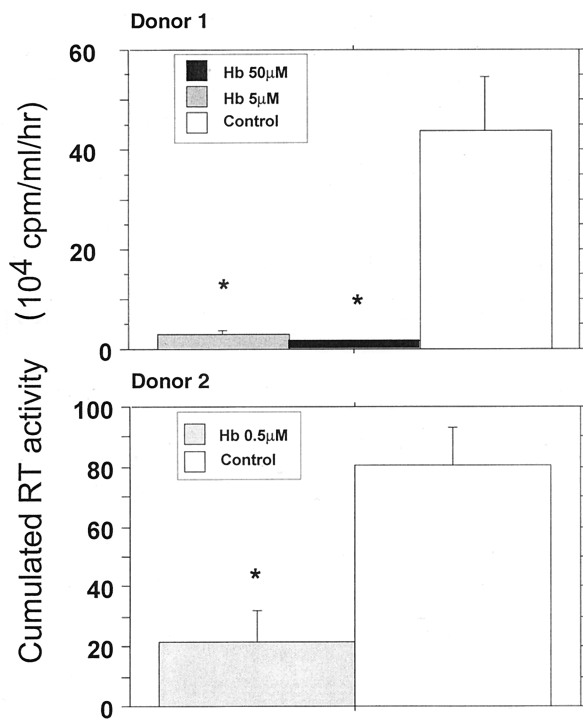 Donor 1
Hb 50μM
Hb 5μM
Control
60
40
20
0
*
*
Donor 2
Hb 0.5μM
Control
100
80
60
40
20
0
*
Cumulated RT activity (10⁴ cpm/ml/hr)